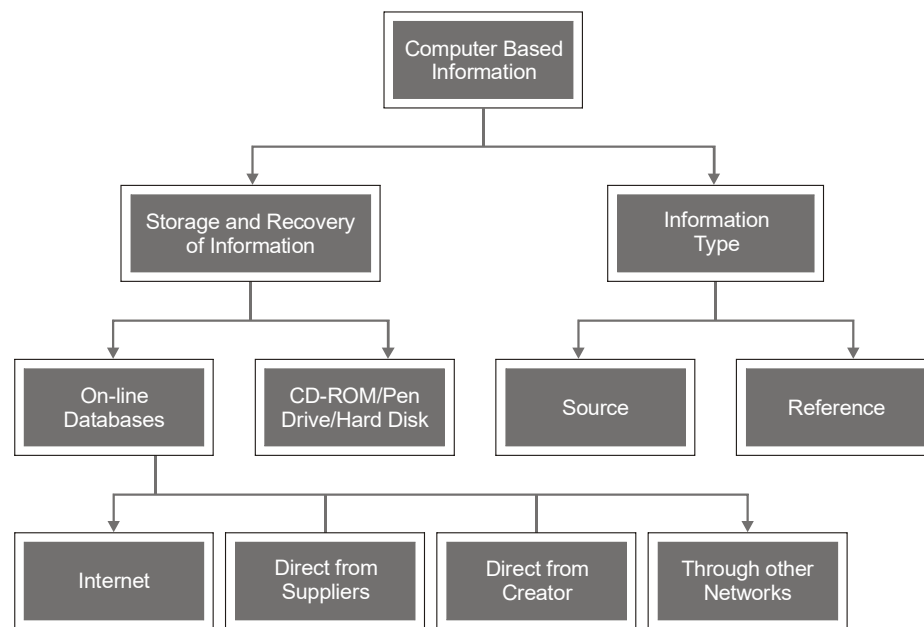 Computer Based
Information
Storage and Recovery
of Information
Information
Type
On-line
Databases
CD-ROM/Pen
Drive/Hard Disk
Source
Reference
Internet
Direct from
Suppliers
Direct from
Creator
Through other
Networks